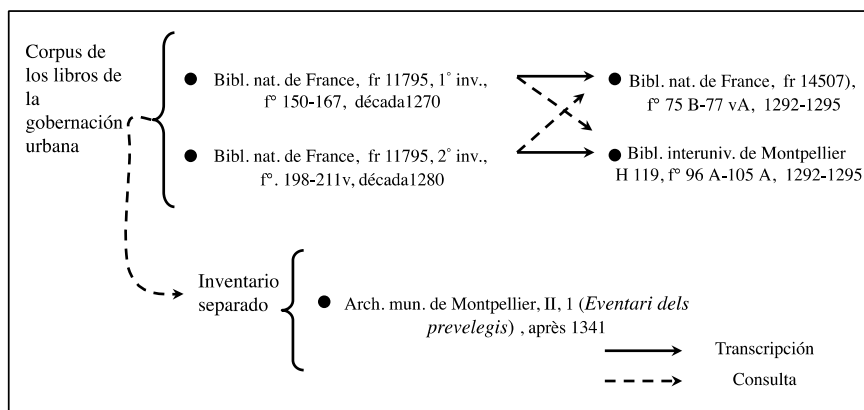 Corpus de
los libros de
la
gobernación
urbana
● Bibl. nat. de France, fr 11795, 1° inv.,
f° 150-167, década1270
● Bibl. nat. de France, fr 11795, 2° inv.,
f°. 198-211v, década1280
● Bibl. nat. de France, fr 14507),
f° 75 B-77 vA, 1292-1295
● Bibl. interuniv. de Montpellier
H 119, f° 96 A-105 A, 1292-1295
Inventario
separado
● Arch. mun. de Montpellier, II, 1 (Eventari dels
prevelegis) , après 1341
Transcripción
Consulta